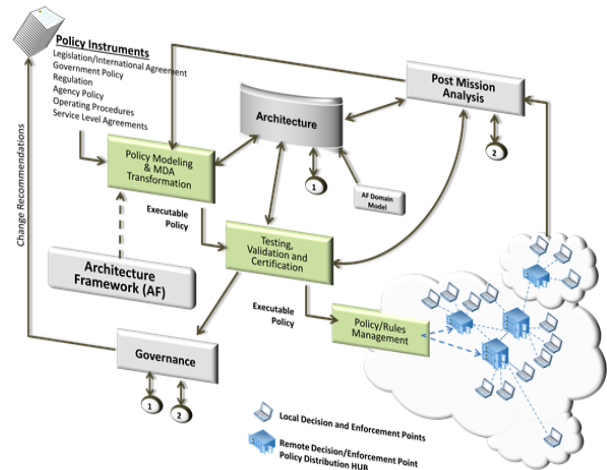 Policy Instruments
Legislation/International Agreement
Government Policy
Regulation
Agency Policy
Operating Procedures
Service Level Agreements
Post Mission
Analysis
2
Architecture
1
AF Domain
Model
Policy Modeling
& MDA
Transformation
Change Recommendations
Executable
Policy
Testing,
Validation and
Certification
Architecture
Framework (AF)
Executable
Policy
Policy/Rules
Management
Governance
1
2
Local Decision and Enforcement Points
Remote Decision/Enforcement Point
Policy Distribution HUB